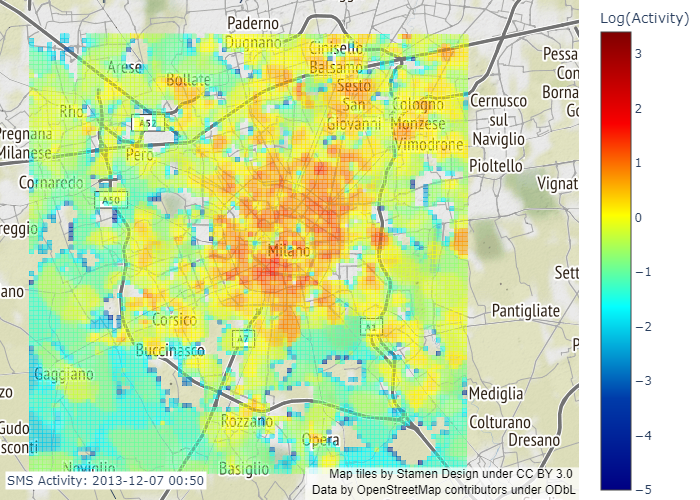 Log(Activity)
3
2
1
0
−1
−2
−3
−4
−5
Paderno
Dugnano
Cinisello
Balsamo
Arese
Bollate
Sesto
San
Giovanni
Cologno
Monzese
Vimodrone
Pessa
Con
Borna
Go
Cernusco
sul
Naviglio
Rho
A52
Pregnana
Milanese
Pero
Pioltello
Cornaredo
A50
Vignat
reggio
Milano
Sett
ano
Corsico
A7
A1
Pantigliate
Buccinasco
P
Gaggiano
zo
Mediglia
Rozzano
Colturano
Gudo
sconti
Opera
Dresano
Noviglio
Basiglio
SMS Activity: 2013-12-07 00:50
Map tiles by Stamen Design under CC BY 3.0
Data by OpenStreetMap contributors under ODbL